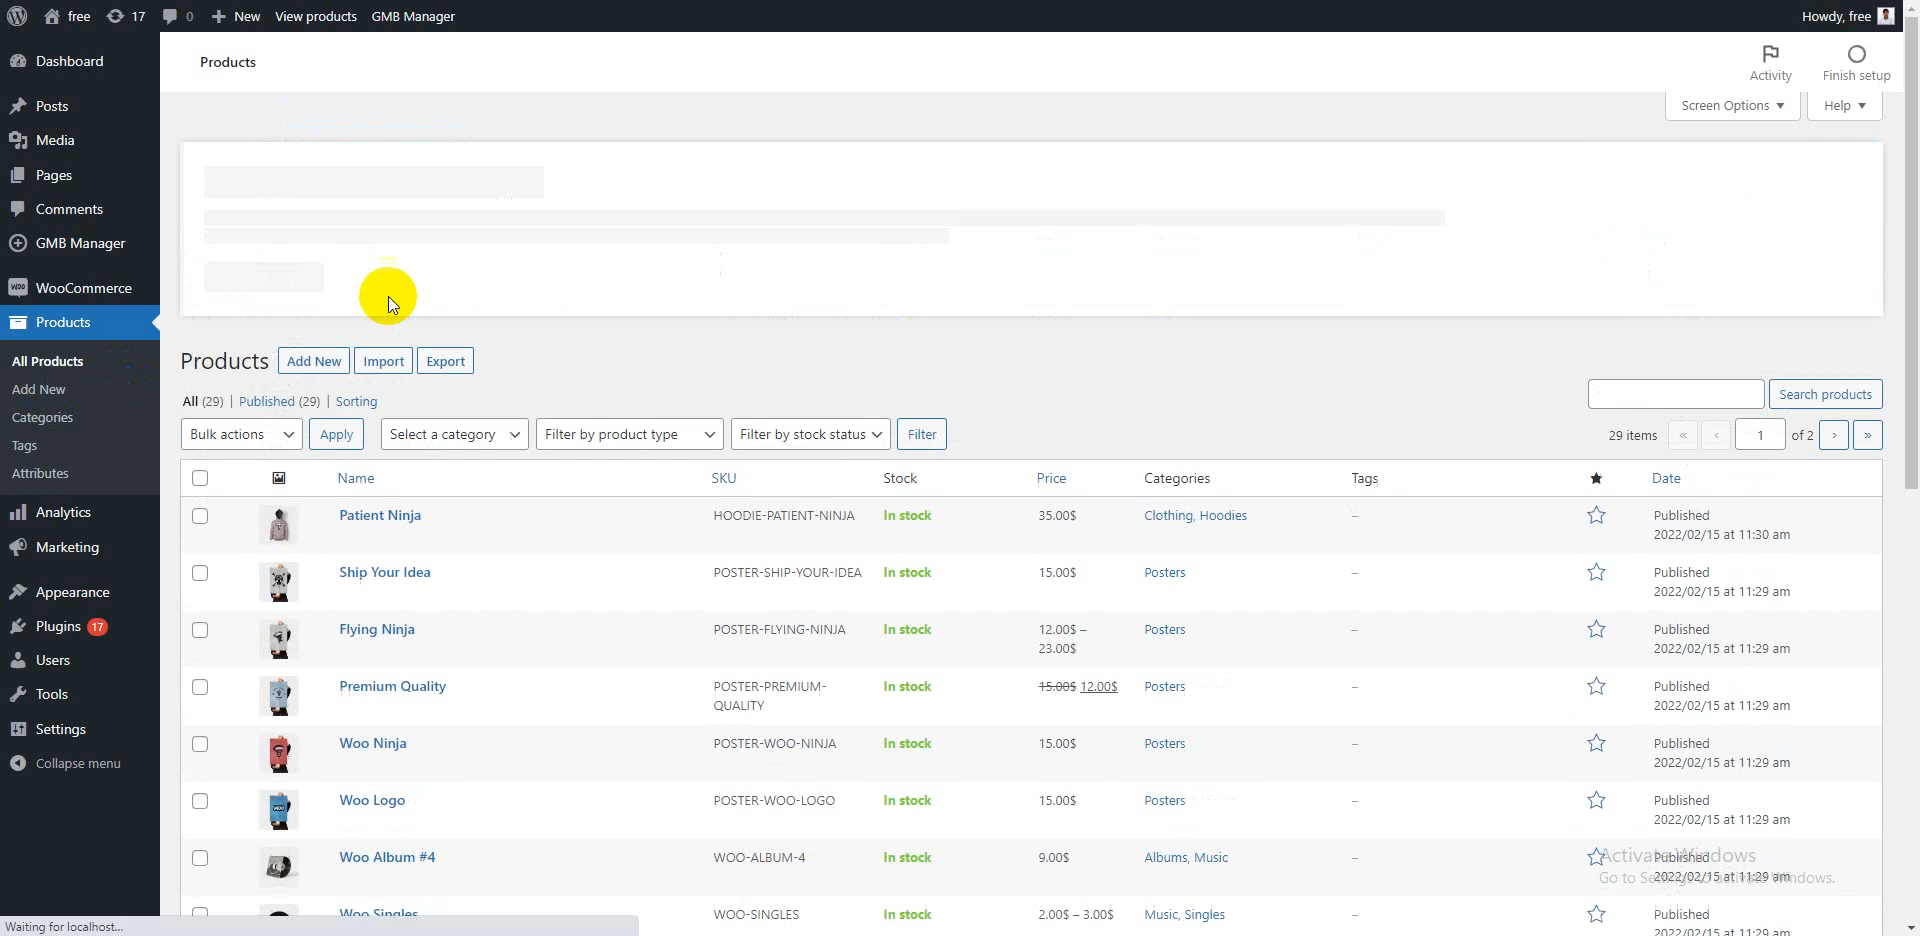 free
17
0
New
View products
GMB Manager
Howdy, free
Dashboard
Posts
Media
Pages
Comments
GMB Manager
WooCommerce
Products
All Products
Add New
Categories
Tags
Attributes
Analytics
Marketing
Appearance
Plugins 17
Users
Tools
Settings
Collapse menu
Products
Activity
Finish setup
Screen Options
Help
Products
Add New
Import
Export
All (29) | Published (29) | Sorting
Search products
Bulk actions
Apply
Select a category
Filter by product type
Filter by stock status
Filter
29 items « ‹ 1 of 2 › »
Name SKU Stock Price Categories Tags Date
Patient Ninja HOODIE-PATIENT-NINJA In stock 35.00$ Clothing, Hoodies – Published
2022/02/15 at 11:30 am
Ship Your Idea POSTER-SHIP-YOUR-IDEA In stock 15.00$ Posters – Published
2022/02/15 at 11:29 am
Flying Ninja POSTER-FLYING-NINJA In stock 12.00$ – Posters – Published
23.00$ 2022/02/15 at 11:29 am
Premium Quality POSTER-PREMIUM- In stock 15.00$ 12.00$ Posters – Published
QUALITY 2022/02/15 at 11:29 am
Woo Ninja POSTER-WOO-NINJA In stock 15.00$ Posters – Published
2022/02/15 at 11:29 am
Woo Logo POSTER-WOO-LOGO In stock 15.00$ Posters – Published
2022/02/15 at 11:29 am
Woo Album #4 WOO-ALBUM-4 In stock 9.00$ Albums, Music – Published
2022/02/15 at 11:29 am
Activate Windows
Go to Settings to activate Windows.
Woo Singles WOO-SINGLES In stock 2.00$ – 3.00$ Music, Singles – Published
2022/02/15 at 11:29 am
Waiting for localhost...